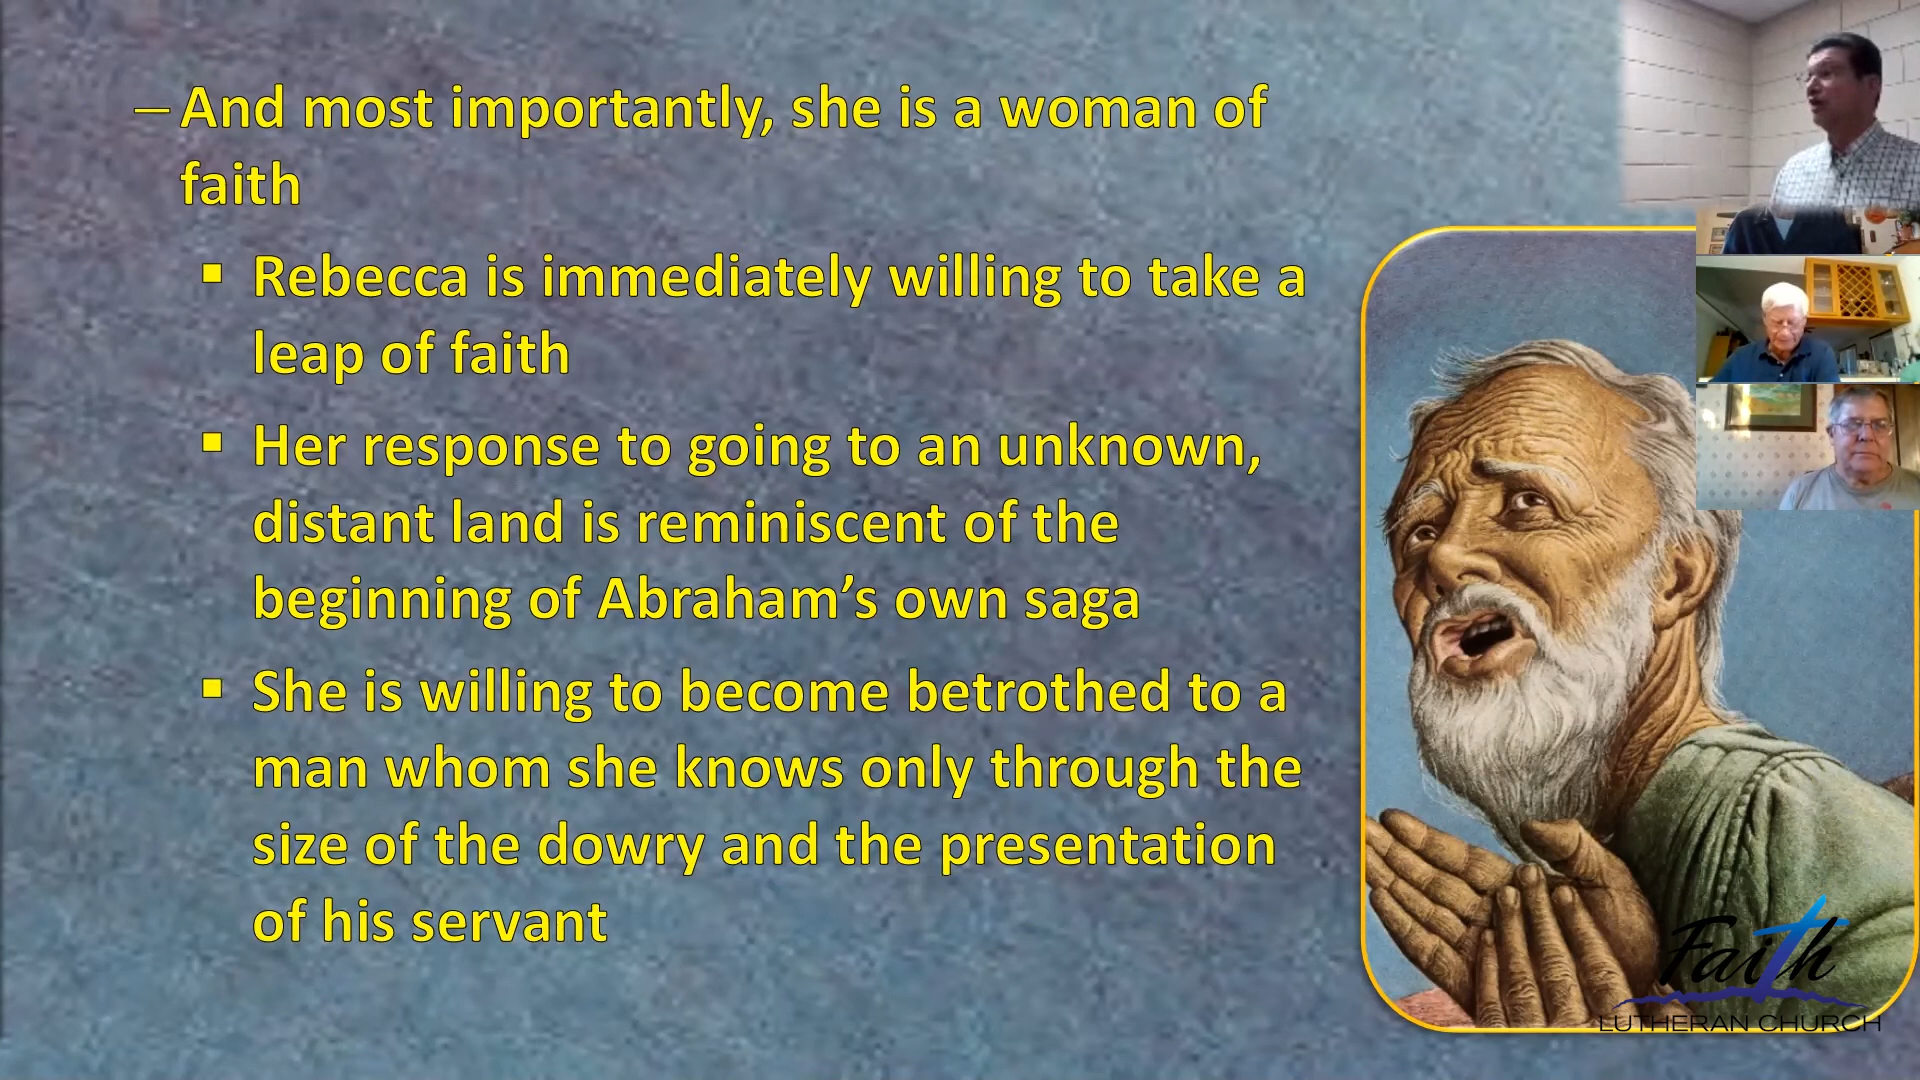 – And most importantly, she is a woman of
faith
▪ Rebecca is immediately willing to take a
leap of faith
▪ Her response to going to an unknown,
distant land is reminiscent of the
beginning of Abraham’s own saga
▪ She is willing to become betrothed to a
man whom she knows only through the
size of the dowry and the presentation
of his servant
Faith
LUTHERAN CHURCH